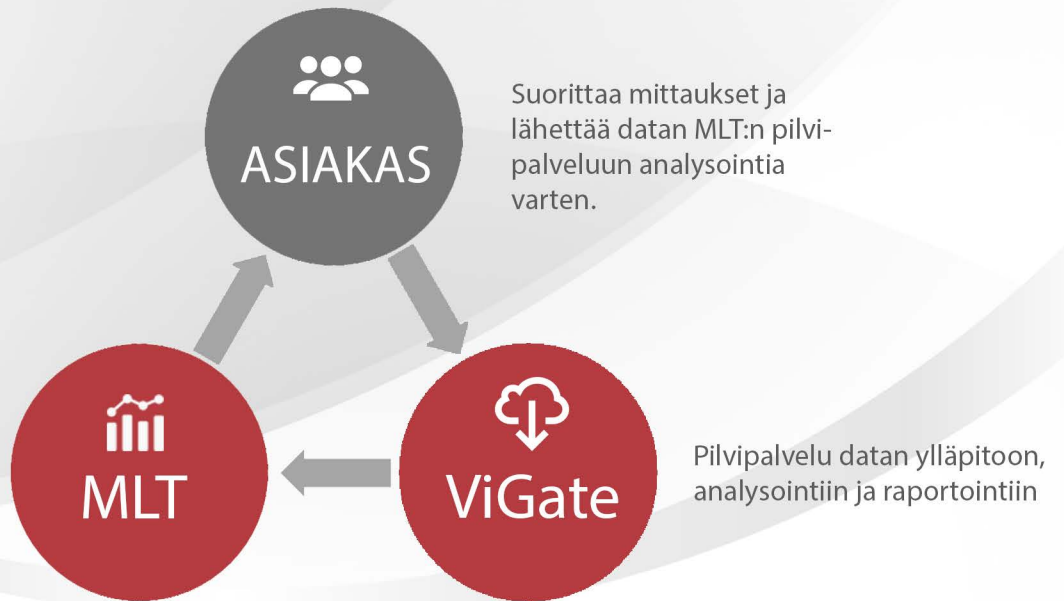 ASIAKAS
Suorittaa mittaukset ja
lähettää datan MLT:n pilvi-
palveluun analysointia
varten.
MLT
ViGate
Pilvipalvelu datan ylläpitoon,
analysointiin ja raportointiin